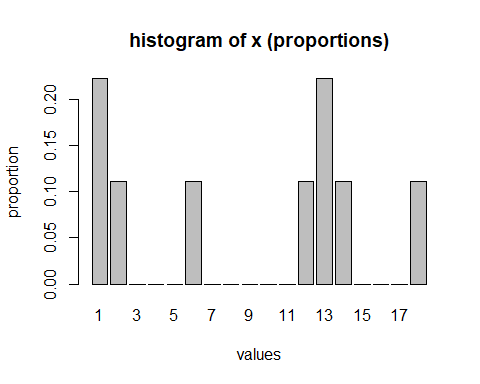 histogram of x (proportions)
proportion
0.20
0.15
0.10
0.05
0.00
1 3 5 7 9 11 13 15 17
values